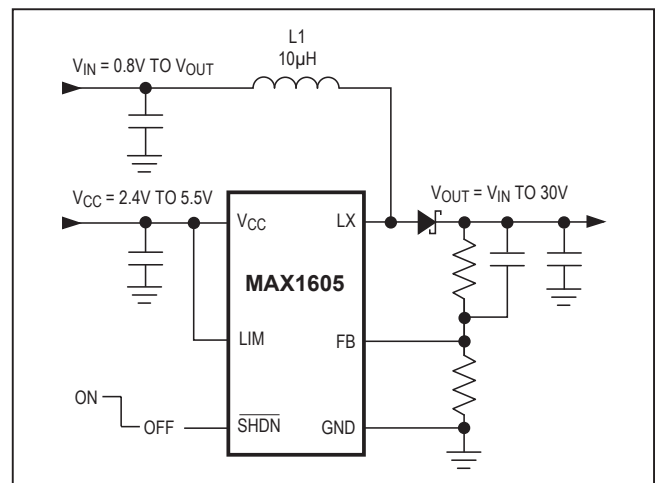 L1
10µH
V_IN = 0.8V TO V_OUT
V_CC = 2.4V TO 5.5V
V_OUT = V_IN TO 30V
V_CC
LX
MAX1605
LIM
FB
ON
OFF
SHDN
GND